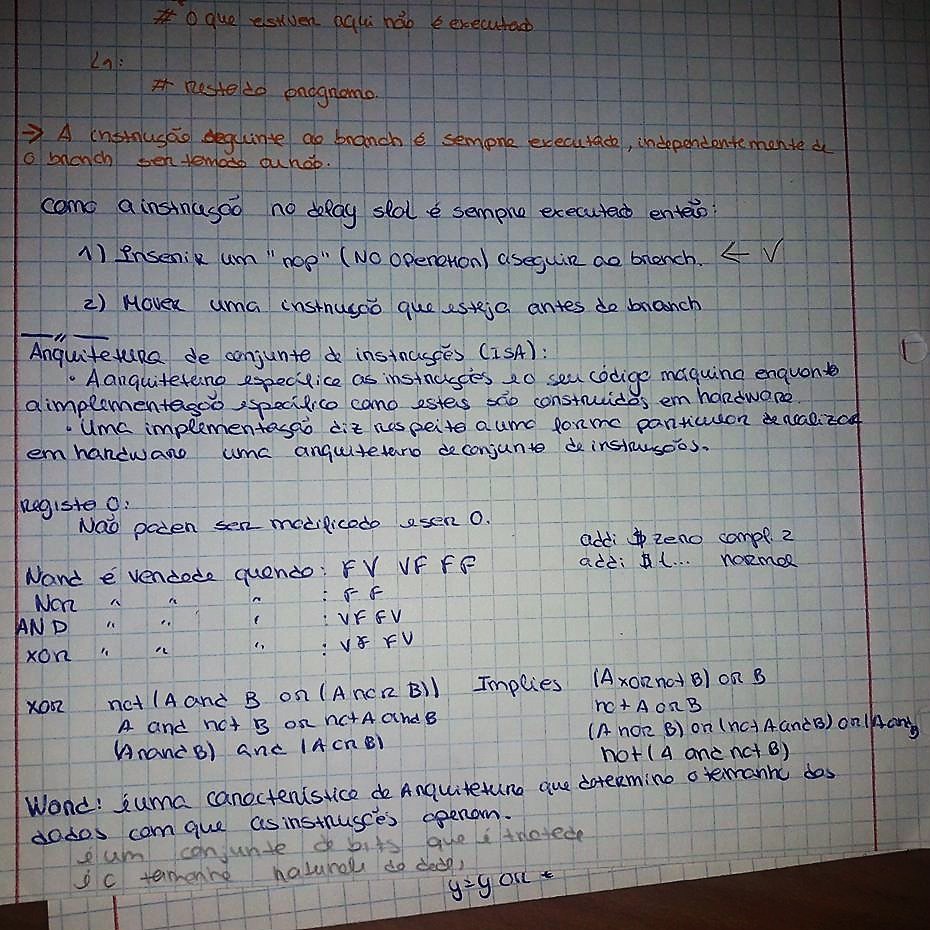 # O que estiver aqui não é executado
L1:
# Resto do programa.
→ A instrução seguinte ao branch é sempre executada, independentemente de
o branch ser tomado ou não.
Como a instrução no delay slot é sempre executada então:
1) Inserir um "nop" (No operation) a seguir ao branch. ← ✓
2) Mover uma instrução que esteja antes do branch
Arquitetura de conjunto de instruções (ISA):
• A arquitetura especifica as instruções e o seu código máquina enquanto
a implementação especifica como estas são construidas em hardware.
• Uma implementação diz respeito a uma forma particular de realizar
em hardware uma arquitetura de conjunto de instruções.
Registo 0:
Não poder ser modificado e ser 0.
addi $zero compl. 2
addi $t... normal
Nand é verdade quando: FV VF FF
Nor " " " : F F
AND " " " : VF FV
XOR " " " : VF FV
XOR not (A and B or (A nor B)) Implies (A xor not B) or B
A and not B or not A and B not A or B
(A nand B) and (A or B) (A nor B) or (not A and B) or (A and B)
not (A and not B)
Word: é uma característica de Arquitetura que determina o tamanho dos
dados com que as instruções operam.
é um conjunto de bits que é tratado
é o tamanho natural do dado,
y = y or